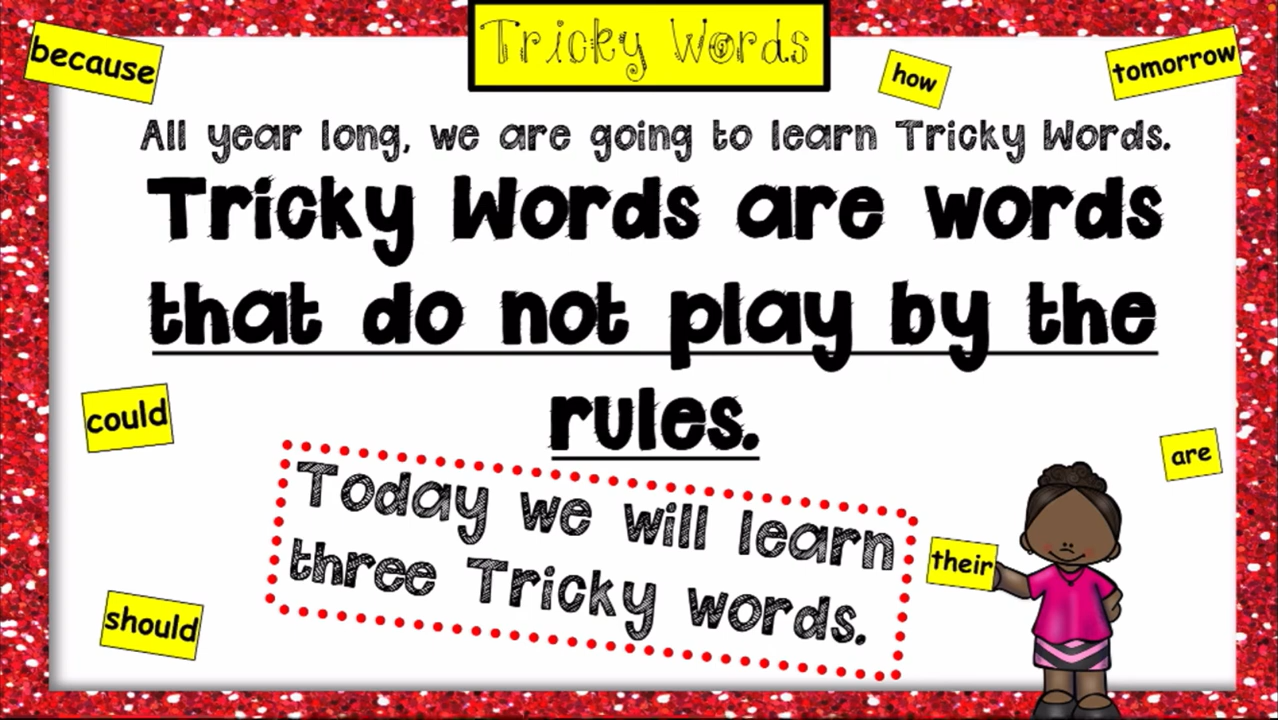 Tricky Words
because
how
tomorrow
All year long, we are going to learn Tricky Words.
Tricky Words are words
that do not play by the
rules.
could
are
Today we will learn
three Tricky words.
their
should